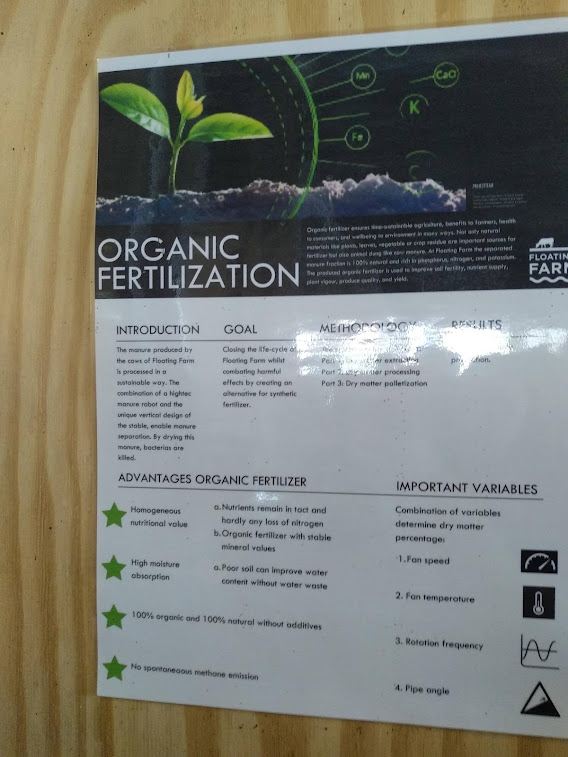 Mn
CaO
K
Fe
ORGANIC
FERTILIZATION
Organic fertilizer ensures time-sustainable agriculture, benefits to farmers, health
to consumers, and wellbeing to environment in many ways. Not only natural
materials like plants, leaves, vegetable or crop residue are important sources for
fertilizer but also animal dung like cow manure. At Floating Farm the separated
manure fraction is 100% natural and rich in phosphorus, nitrogen, and potassium.
The produced organic fertilizer is used to improve soil fertility, nutrient supply,
plant vigour, produce quality, and yield.
FLOATIN
FARM
INTRODUCTION
The manure produced by
the cows of Floating Farm
is processed in a
sustainable way. The
combination of a hightec
manure robot and the
unique vertical design of
the stable, enable manure
separation. By drying this
manure, bacterias are
killed.
GOAL
Closing the life-cycle of
Floating Farm whilst
combating harmful
effects by creating an
alternative for synthetic
fertilizer.
METHODOLOGY
matter extraction
Part 2: Dry matter processing
Part 3: Dry matter palletization
RESULTS
ADVANTAGES ORGANIC FERTILIZER
Homogeneous
nutritional value
a. Nutrients remain in tact and
hardly any loss of nitrogen
b. Organic fertilizer with stable
mineral values
High moisture
absorption
a. Poor soil can improve water
content without water waste
100% organic and 100% natural without additives
No spontaneous methane emission
IMPORTANT VARIABLES
Combination of variables
determine dry matter
percentage:
1. Fan speed
2. Fan temperature
3. Rotation frequency
4. Pipe angle